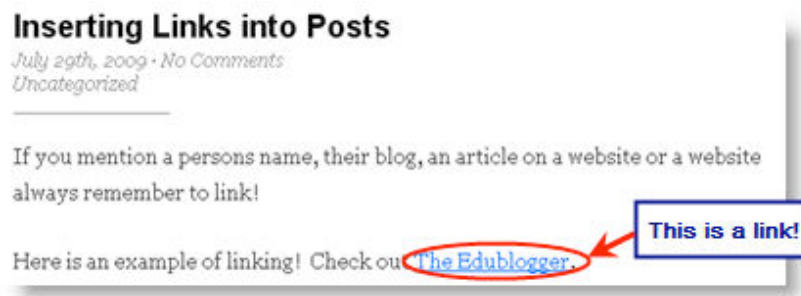 Inserting Links into Posts
July 29th, 2009 · No Comments
Uncategorized
If you mention a persons name, their blog, an article on a website or a website
always remember to link!
This is a link!
Here is an example of linking! Check ou The Edublogger.